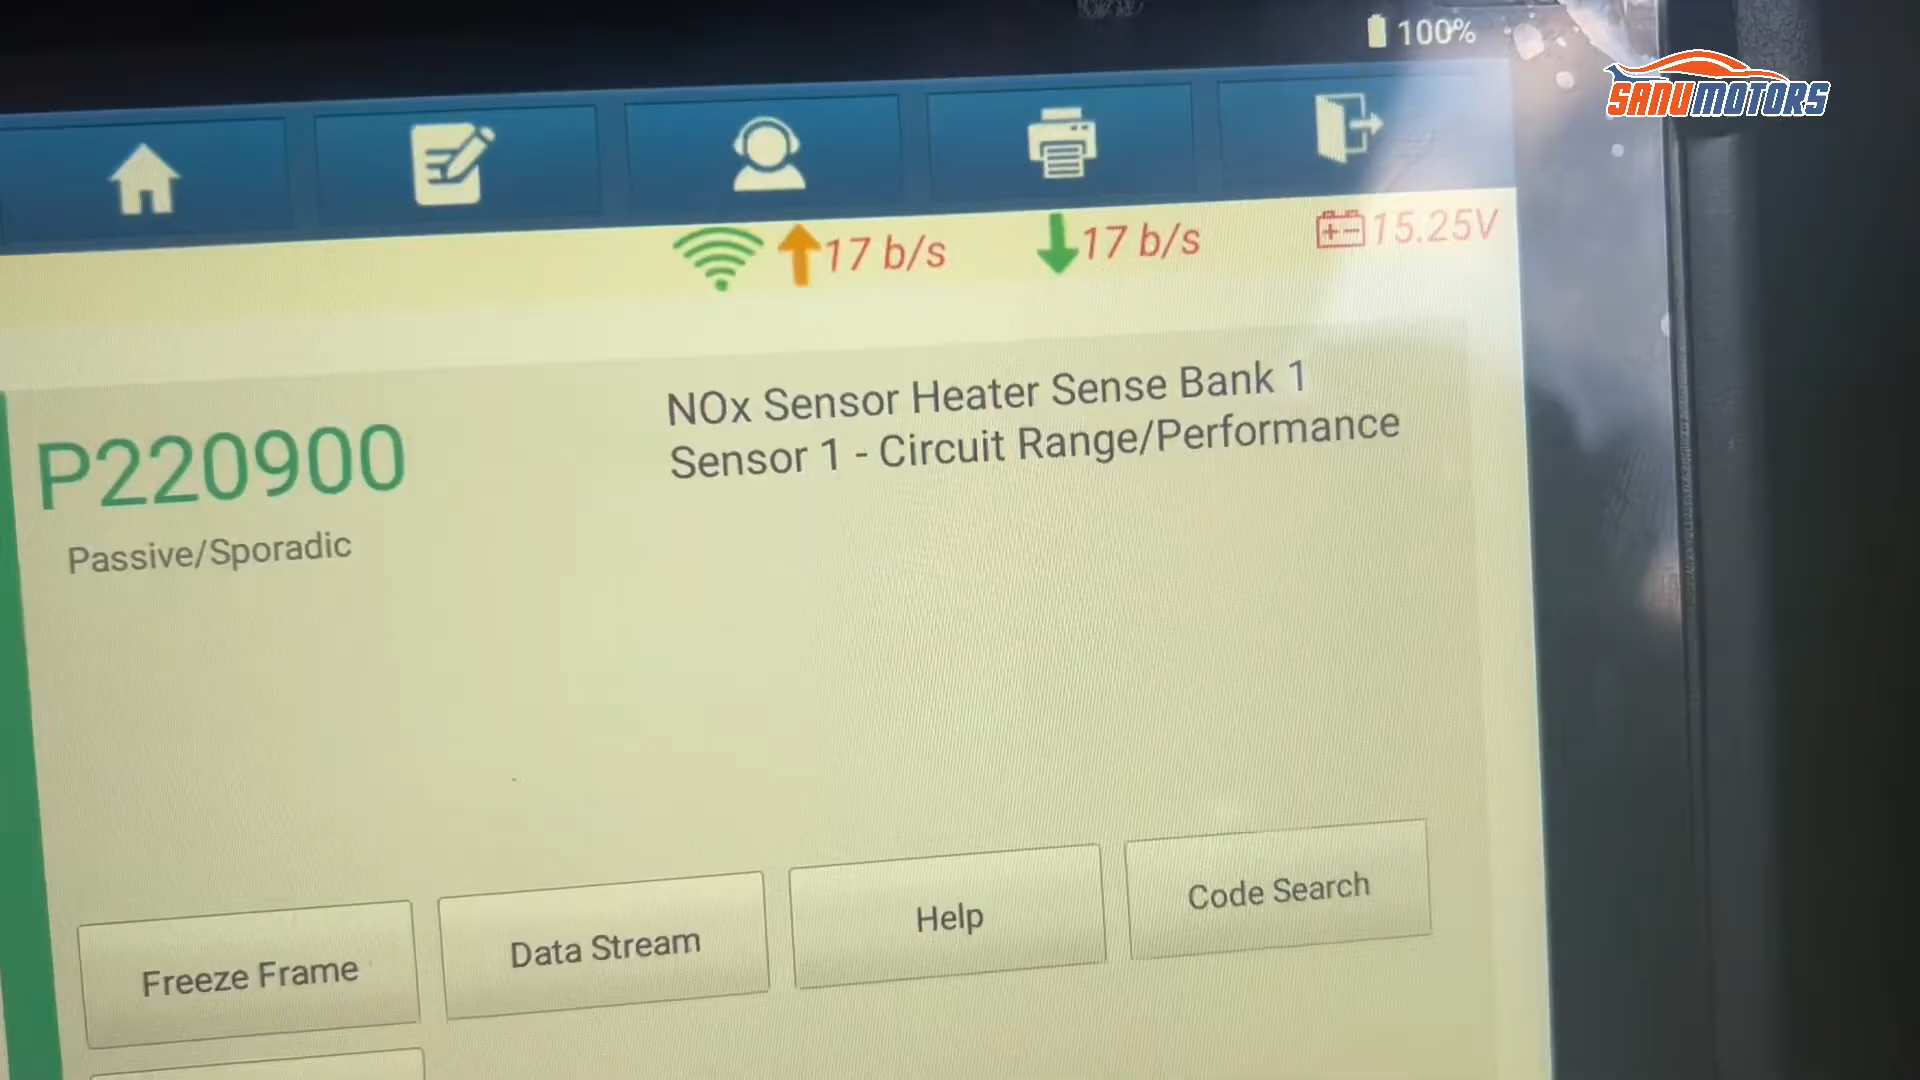 100%
SANUMOTORS
17 b/s
17 b/s
15.25V
P220900
Passive/Sporadic
NOx Sensor Heater Sense Bank 1
Sensor 1 - Circuit Range/Performance
Freeze Frame
Data Stream
Help
Code Search